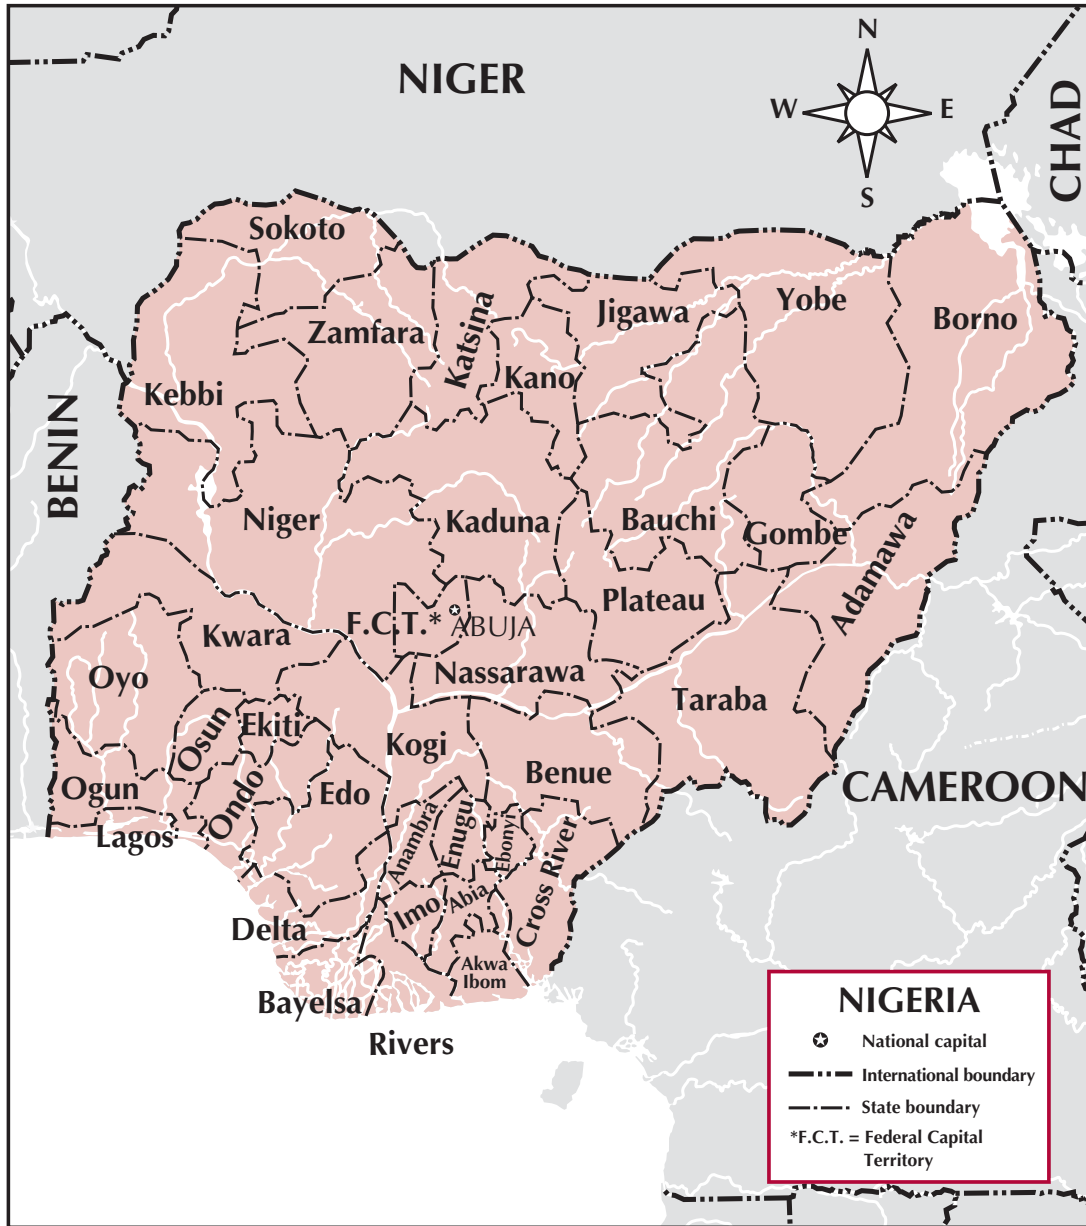 NIGER
N
W
E
S
CHAD
Sokoto
Zamfara
Katsina
Kano
Jigawa
Yobe
Borno
Kebbi
BENIN
Niger
Kaduna
Bauchi
Gombe
Adamawa
Plateau
F.C.T.* ABUJA
Nassarawa
Kwara
Oyo
Taraba
Osun
Ekiti
Kogi
Benue
Ogun
Ondo
Edo
CAMEROON
Lagos
Anambra
Enugu
Ebonyi
Cross River
Imo
Abia
Delta
Akwa
Ibom
Bayelsa
Rivers
NIGERIA
National capital
International boundary
State boundary
*F.C.T. = Federal Capital
Territory